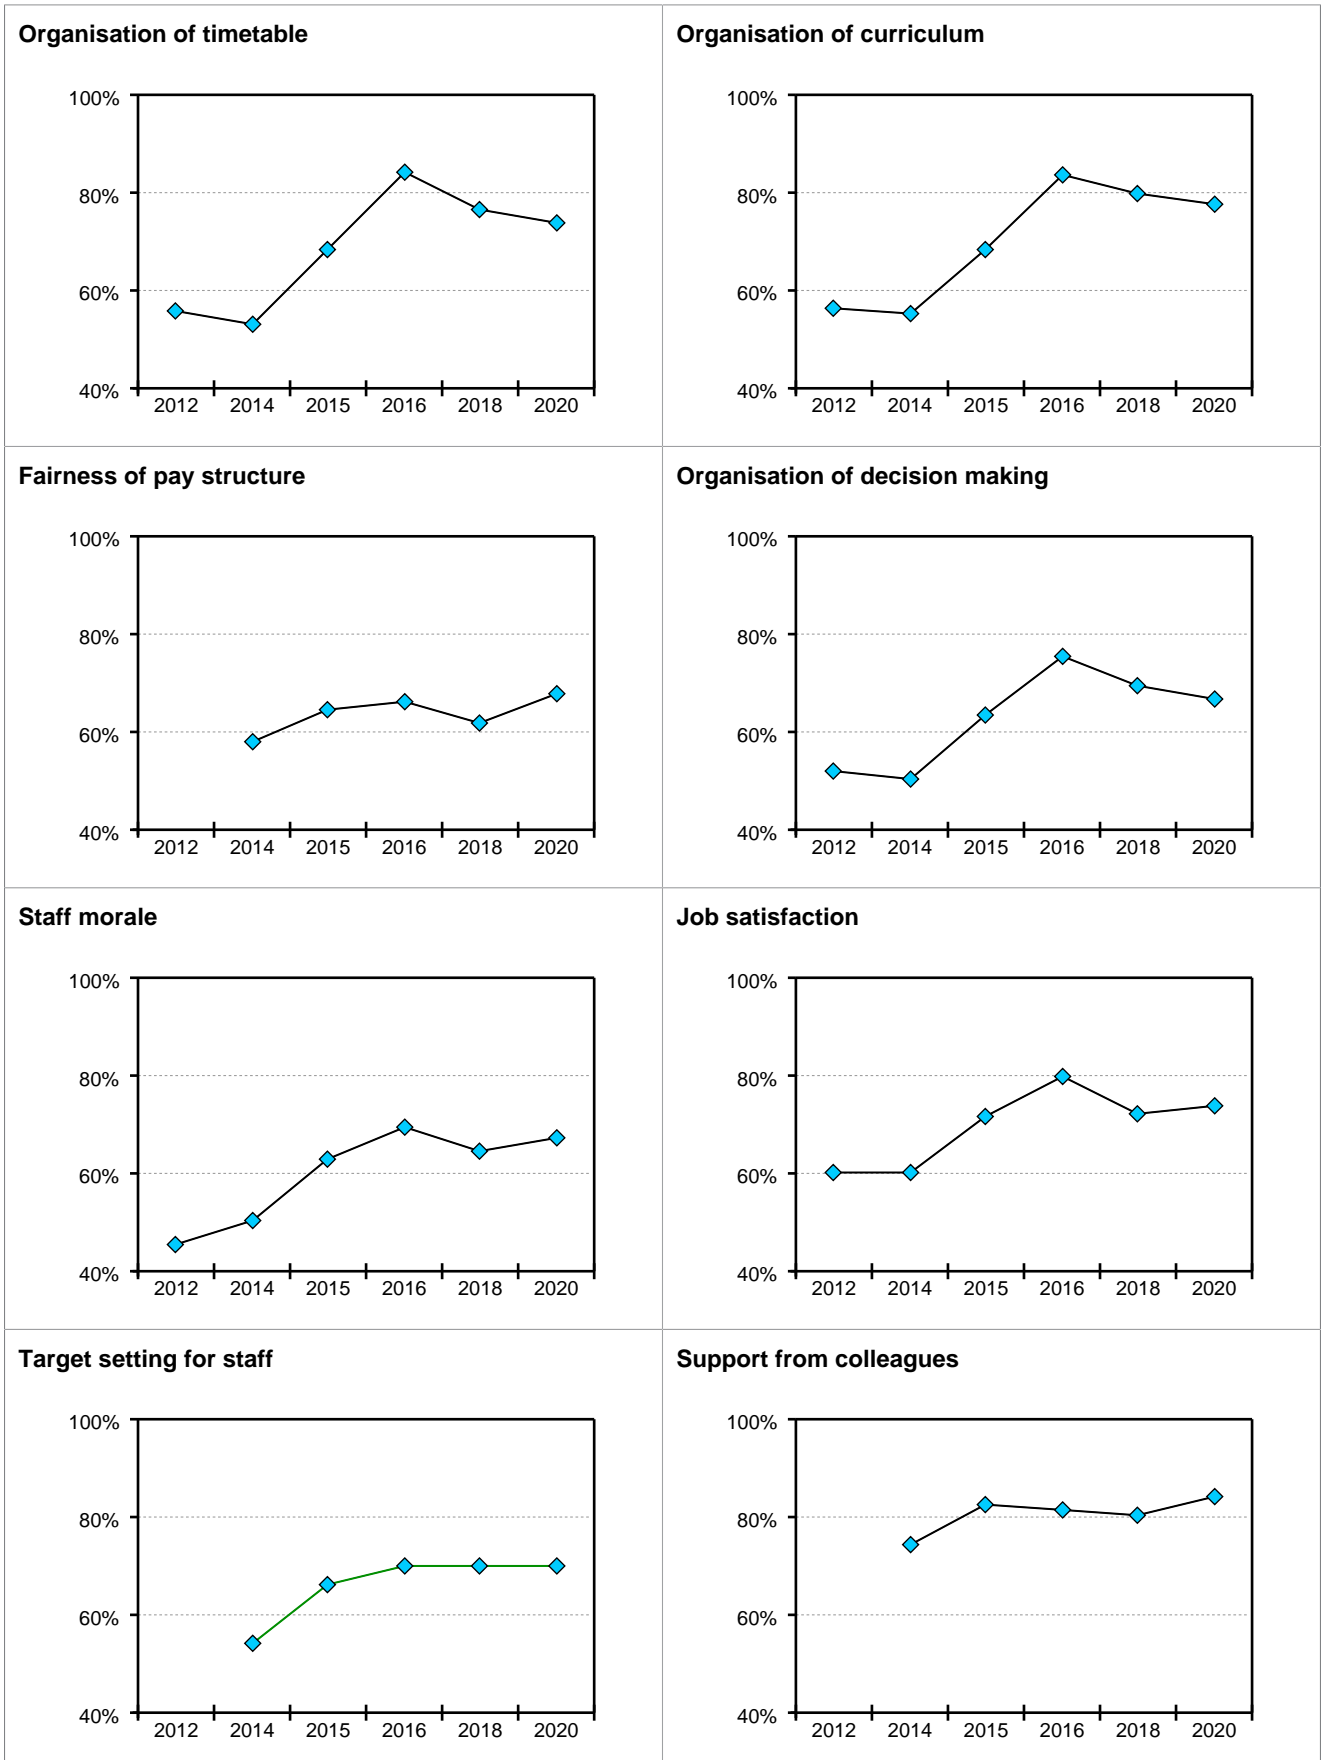 Organisation of timetable
100%
80%
60%
40%
2012 2014 2015 2016 2018 2020
Organisation of curriculum
100%
80%
60%
40%
2012 2014 2015 2016 2018 2020
Fairness of pay structure
100%
80%
60%
40%
2012 2014 2015 2016 2018 2020
Organisation of decision making
100%
80%
60%
40%
2012 2014 2015 2016 2018 2020
Staff morale
100%
80%
60%
40%
2012 2014 2015 2016 2018 2020
Job satisfaction
100%
80%
60%
40%
2012 2014 2015 2016 2018 2020
Target setting for staff
100%
80%
60%
40%
2012 2014 2015 2016 2018 2020
Support from colleagues
100%
80%
60%
40%
2012 2014 2015 2016 2018 2020